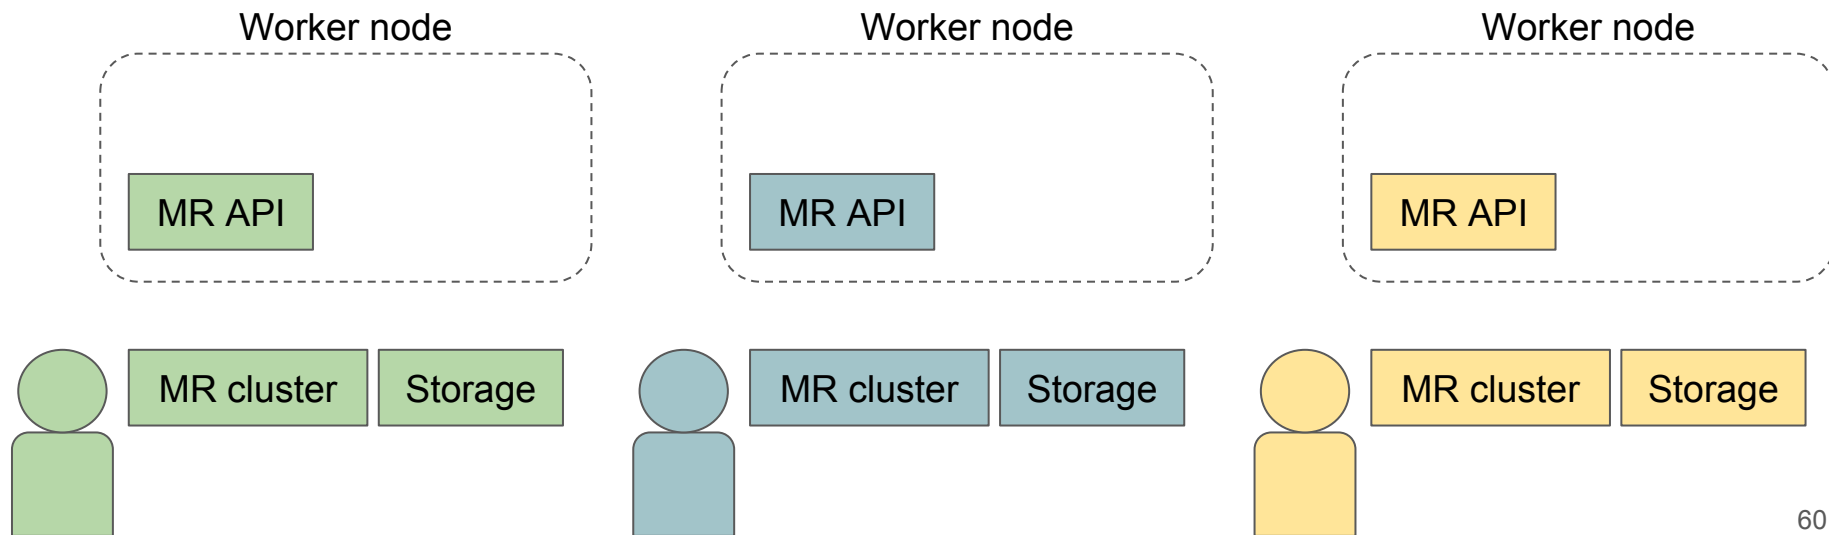 Worker node
Worker node
Worker node
MR API
MR API
MR API
MR cluster
Storage
MR cluster
Storage
MR cluster
Storage
60